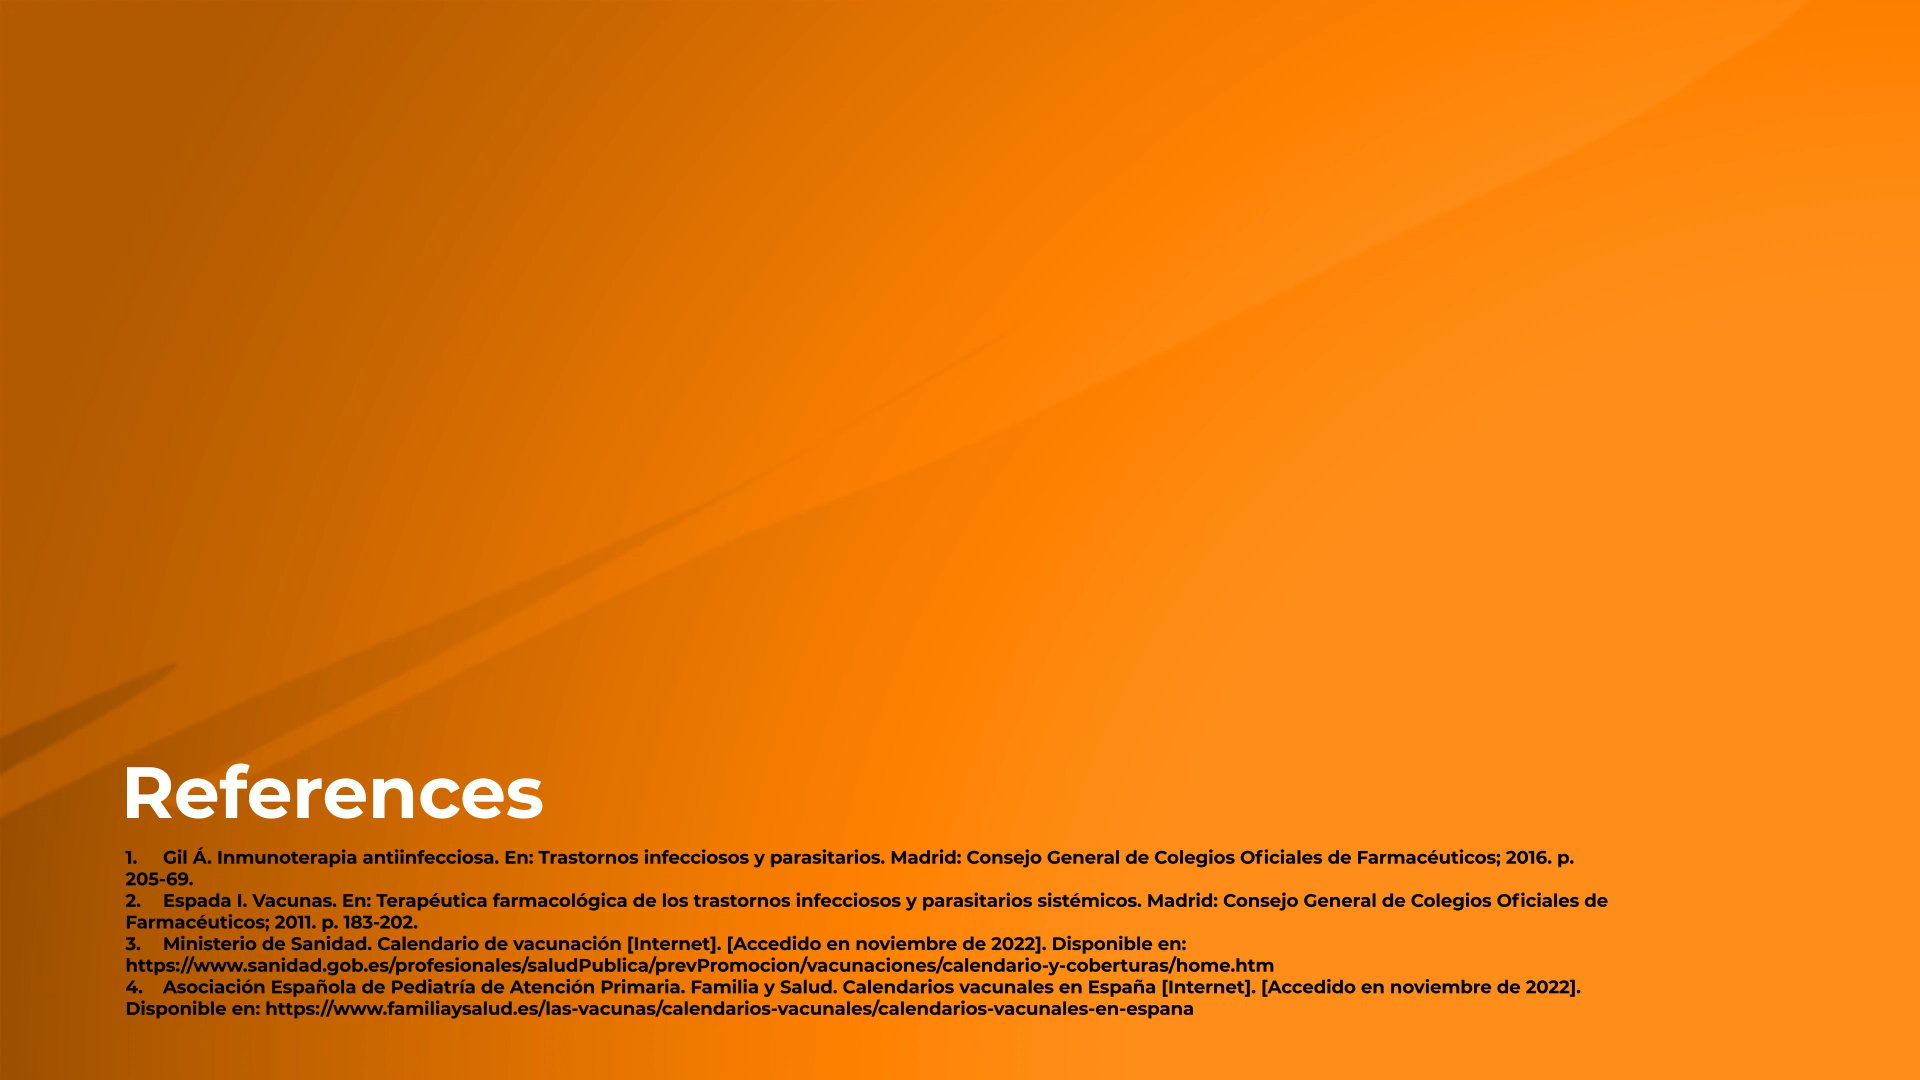 References
1. Gil Á. Inmunoterapia antiinfecciosa. En: Trastornos infecciosos y parasitarios. Madrid: Consejo General de Colegios Oficiales de Farmacéuticos; 2016. p.
205-69.
2. Espada I. Vacunas. En: Terapéutica farmacológica de los trastornos infecciosos y parasitarios sistémicos. Madrid: Consejo General de Colegios Oficiales de
Farmacéuticos; 2011. p. 183-202.
3. Ministerio de Sanidad. Calendario de vacunación [Internet]. [Accedido en noviembre de 2022]. Disponible en:
https://www.sanidad.gob.es/profesionales/saludPublica/prevPromocion/vacunaciones/calendario-y-coberturas/home.htm
4. Asociación Española de Pediatría de Atención Primaria. Familia y Salud. Calendarios vacunales en España [Internet]. [Accedido en noviembre de 2022].
Disponible en: https://www.familiaysalud.es/las-vacunas/calendarios-vacunales/calendarios-vacunales-en-espana